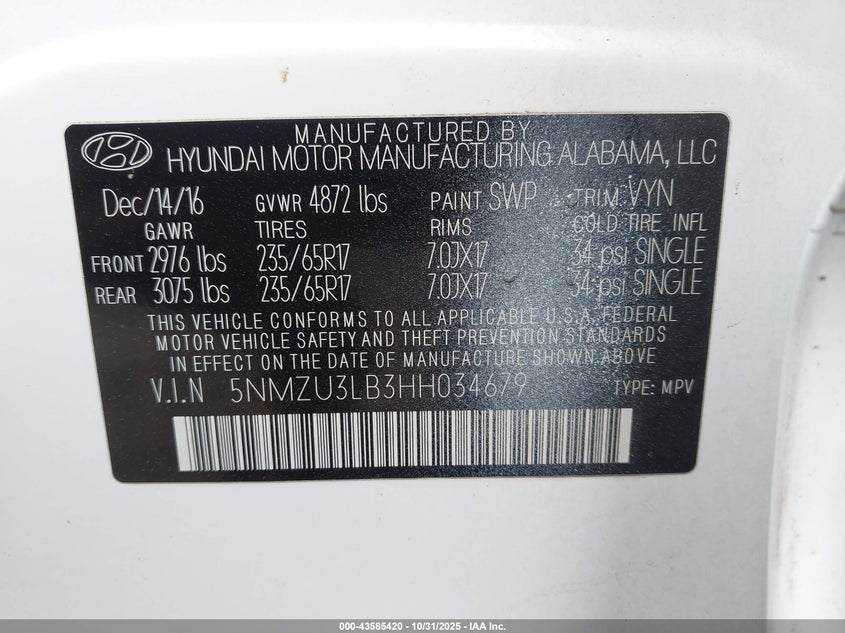 MANUFACTURED BY
HYUNDAI MOTOR MANUFACTURING ALABAMA, LLC
Dec/14/16 GVWR 4872 lbs PAINT SWP TRIM VYN
GAWR TIRES RIMS COLD TIRE INFL
FRONT 2976 lbs 235/65R17 7.0JX17 34 psi SINGLE
REAR 3075 lbs 235/65R17 7.0JX17 34 psi SINGLE
THIS VEHICLE CONFORMS TO ALL APPLICABLE U.S.A. FEDERAL
MOTOR VEHICLE SAFETY AND THEFT PREVENTION STANDARDS
IN EFFECT ON THE DATE OF MANUFACTURE SHOWN ABOVE.
V.I.N 5NMZU3LB3HH034679 TYPE: MPV
000-43585420 - 10/31/2025 - IAA Inc.